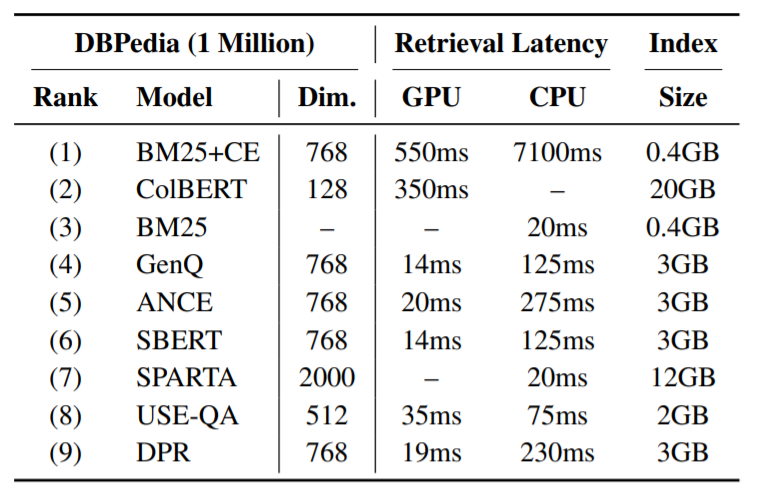 DBPedia (1 Million) Retrieval Latency Index
Rank Model Dim. GPU CPU Size
(1) BM25+CE 768 550ms 7100ms 0.4GB
(2) ColBERT 128 350ms – 20GB
(3) BM25 – – 20ms 0.4GB
(4) GenQ 768 14ms 125ms 3GB
(5) ANCE 768 20ms 275ms 3GB
(6) SBERT 768 14ms 125ms 3GB
(7) SPARTA 2000 – 20ms 12GB
(8) USE-QA 512 35ms 75ms 2GB
(9) DPR 768 19ms 230ms 3GB